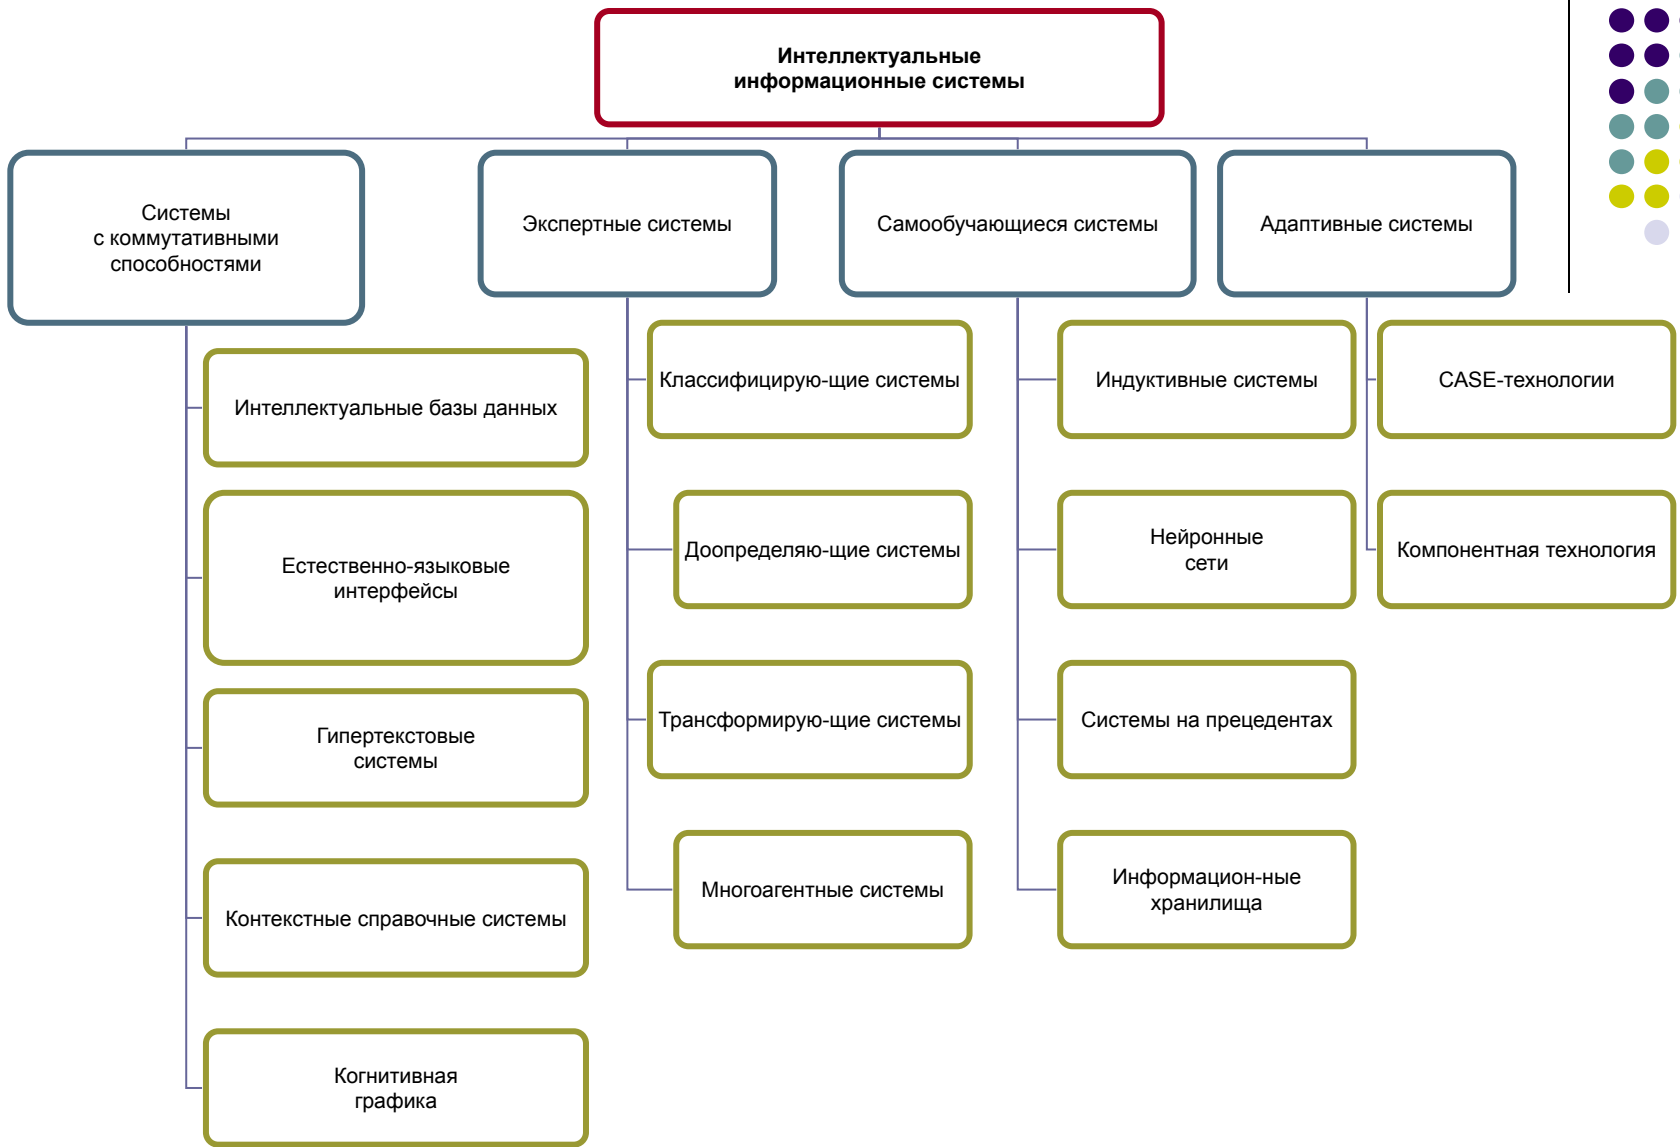 Интеллектуальные
информационные системы
Системы
с коммутативными
способностями
Экспертные системы
Самообучающиеся системы
Адаптивные системы
Интеллектуальные базы данных
Естественно-языковые
интерфейсы
Гипертекстовые
системы
Контекстные справочные системы
Когнитивная
графика
Классифицирую-щие системы
Доопределяю-щие системы
Трансформирую-щие системы
Многоагентные системы
Индуктивные системы
Нейронные
сети
Системы на прецедентах
Информацион-ные
хранилища
CASE-технологии
Компонентная технология